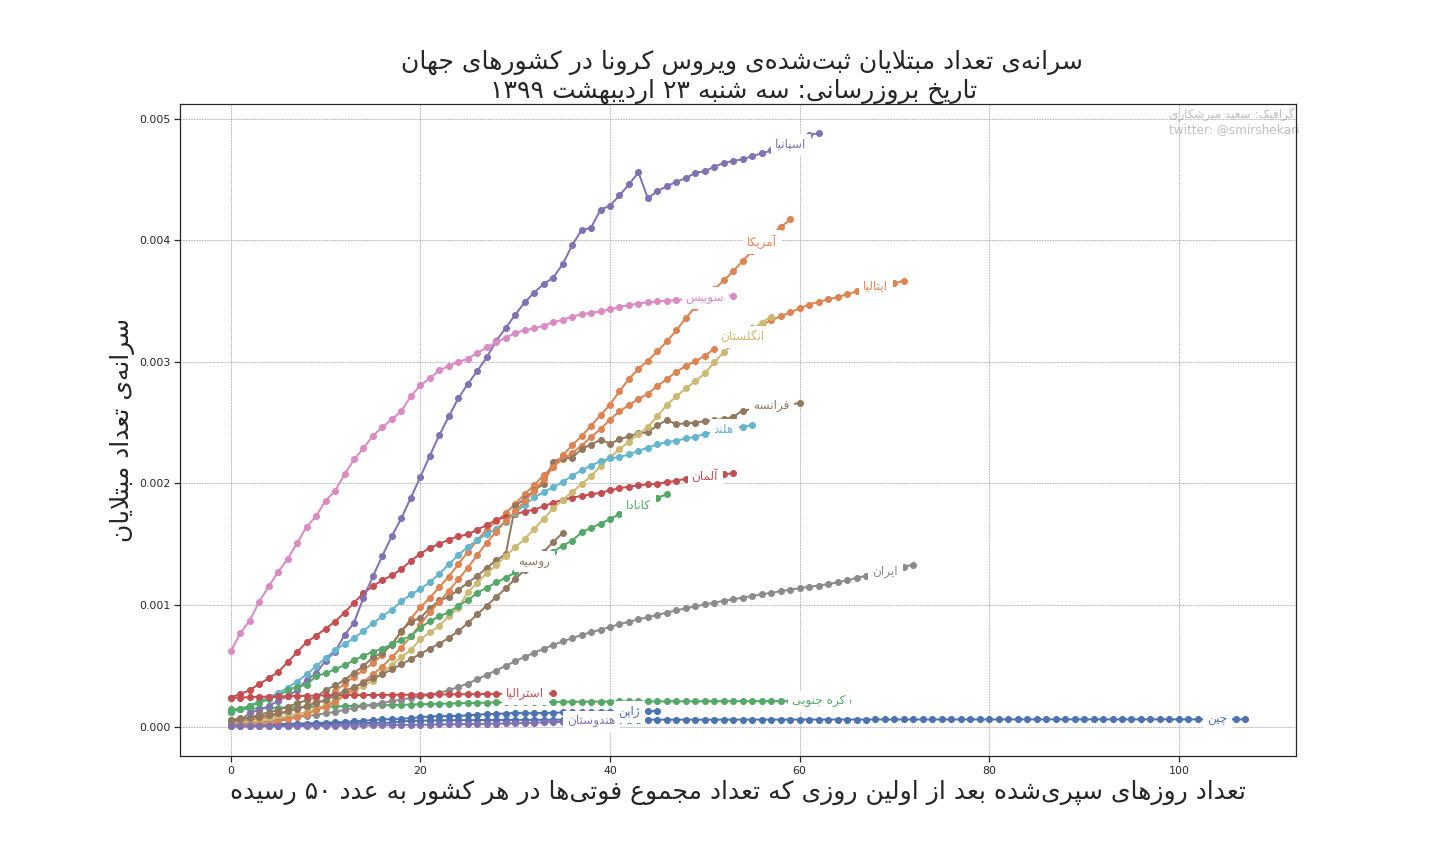 سرانه‌ی تعداد مبتلایان ثبت‌شده‌ی ویروس کرونا در کشورهای جهان
تاریخ بروزرسانی: سه شنبه ۲۳ اردیبهشت ۱۳۹۹
گرافیک: سعید میرشکاری
twitter: @smirshekari
سرانه‌ی تعداد مبتلایان
0.005
0.004
0.003
0.002
0.001
0.000
اسپانیا
آمریکا
ایتالیا
سوییس
انگلستان
فرانسه
هلند
آلمان
کانادا
روسیه
ایران
استرالیا
کره جنوبی
ژاپن
هندوستان
چین
0 20 40 60 80 100
تعداد روزهای سپری‌شده بعد از اولین روزی که تعداد مجموع فوتی‌ها در هر کشور به عدد ۵۰ رسیده